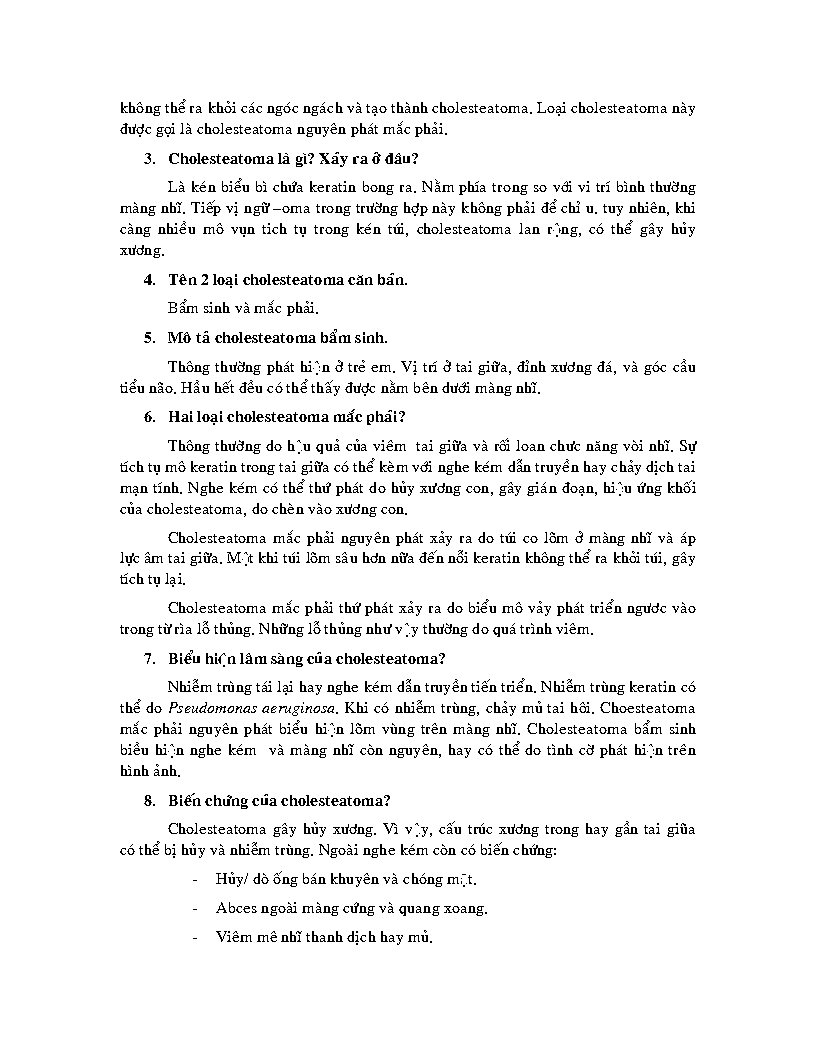 không thể ra khỏi các ngóc ngách và tạo thành cholesteatoma. Loại cholesteatoma này
được gọi là cholesteatoma nguyên phát mắc phải.
3. Cholesteatoma là gì? Xảy ra ở đâu?
Là kén biểu bì chứa keratin bong ra. Nằm phía trong so với vi trí bình thường
màng nhĩ. Tiếp vị ngữ –oma trong trường hợp này không phải để chỉ u. tuy nhiên, khi
càng nhiều mô vụn tich tụ trong kén túi, cholesteatoma lan rộng, có thể gây hủy
xương.
4. Tên 2 loại cholesteatoma căn bản.
Bẩm sinh và mắc phải.
5. Mô tả cholesteatoma bẩm sinh.
Thông thường phát hiện ở trẻ em. Vị trí ở tai giữa, đỉnh xương đá, và góc cầu
tiểu não. Hầu hết đều có thể thấy được nằm bên dưới màng nhĩ.
6. Hai loại cholesteatoma mắc phải?
Thông thường do hậu quả của viêm tai giữa và rối loan chưc năng vòi nhĩ. Sự
tích tụ mô keratin trong tai giữa có thể kèm với nghe kém dẫn truyền hay chảy dịch tai
mạn tính. Nghe kém có thể thứ phát do hủy xương con, gây gián đoạn, hiệu ứng khối
của cholesteatoma, do chèn vào xương con.
Cholesteatoma mắc phải nguyên phát xảy ra do túi co lõm ở màng nhĩ và áp
lực âm tai giữa. Một khi túi lõm sâu hơn nữa đến nỗi keratin không thể ra khỏi túi, gây
tích tụ lại.
Cholesteatoma mắc phải thứ phát xảy ra do biểu mô vảy phát triển ngươc vào
trong từ rìa lỗ thủng. Những lỗ thủng như vậy thường do quá trình viêm.
7. Biểu hiện lâm sàng của cholesteatoma?
Nhiễm trùng tái lại hay nghe kém dẫn truyền tiến triển. Nhiễm trùng keratin có
thể do Pseudomonas aeruginosa. Khi có nhiễm trùng, chảy mủ tai hôi. Choesteatoma
mắc phải nguyên phát biểu hiện lõm vùng trên màng nhĩ. Cholesteatoma bẩm sinh
biều hiện nghe kém và màng nhĩ còn nguyên, hay có thể do tình cờ phát hiện trên
hình ảnh.
8. Biến chứng của cholesteatoma?
Cholesteatoma gây hủy xương. Vì vậy, cấu trúc xương trong hay gần tai giũa
có thể bị hủy và nhiễm trùng. Ngoài nghe kém còn có biến chứng:
- Hủy/ dò ống bán khuyên và chóng mặt.
- Abces ngoài màng cứng và quang xoang.
- Viêm mê nhĩ thanh dịch hay mủ.